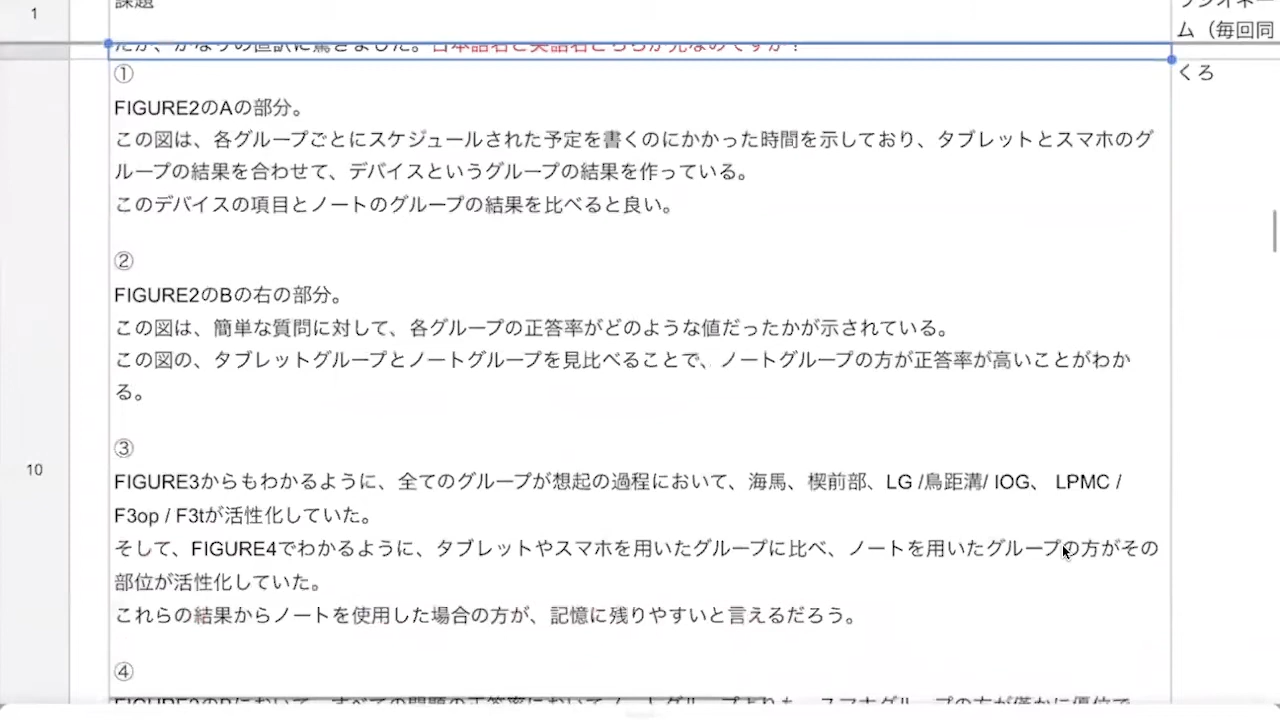 1
課題
ム（毎回同
くろ
①
FIGURE2のAの部分。
この図は、各グループごとにスケジュールされた予定を書くのにかかった時間を示しており、タブレットとスマホのグ
ループの結果を合わせて、デバイスというグループの結果を作っている。
このデバイスの項目とノートのグループの結果を比べると良い。
②
FIGURE2のBの右の部分。
この図は、簡単な質問に対して、各グループの正答率がどのような値だったかが示されている。
この図の、タブレットグループとノートグループを見比べることで、ノートグループの方が正答率が高いことがわか
る。
③
10
FIGURE3からもわかるように、全てのグループが想起の過程において、海馬、楔前部、LG /鳥距溝/ IOG、 LPMC /
F3op / F3tが活性化していた。
そして、FIGURE4でわかるように、タブレットやスマホを用いたグループに比べ、ノートを用いたグループの方がその
部位が活性化していた。
これらの結果からノートを使用した場合の方が、記憶に残りやすいと言えるだろう。
④